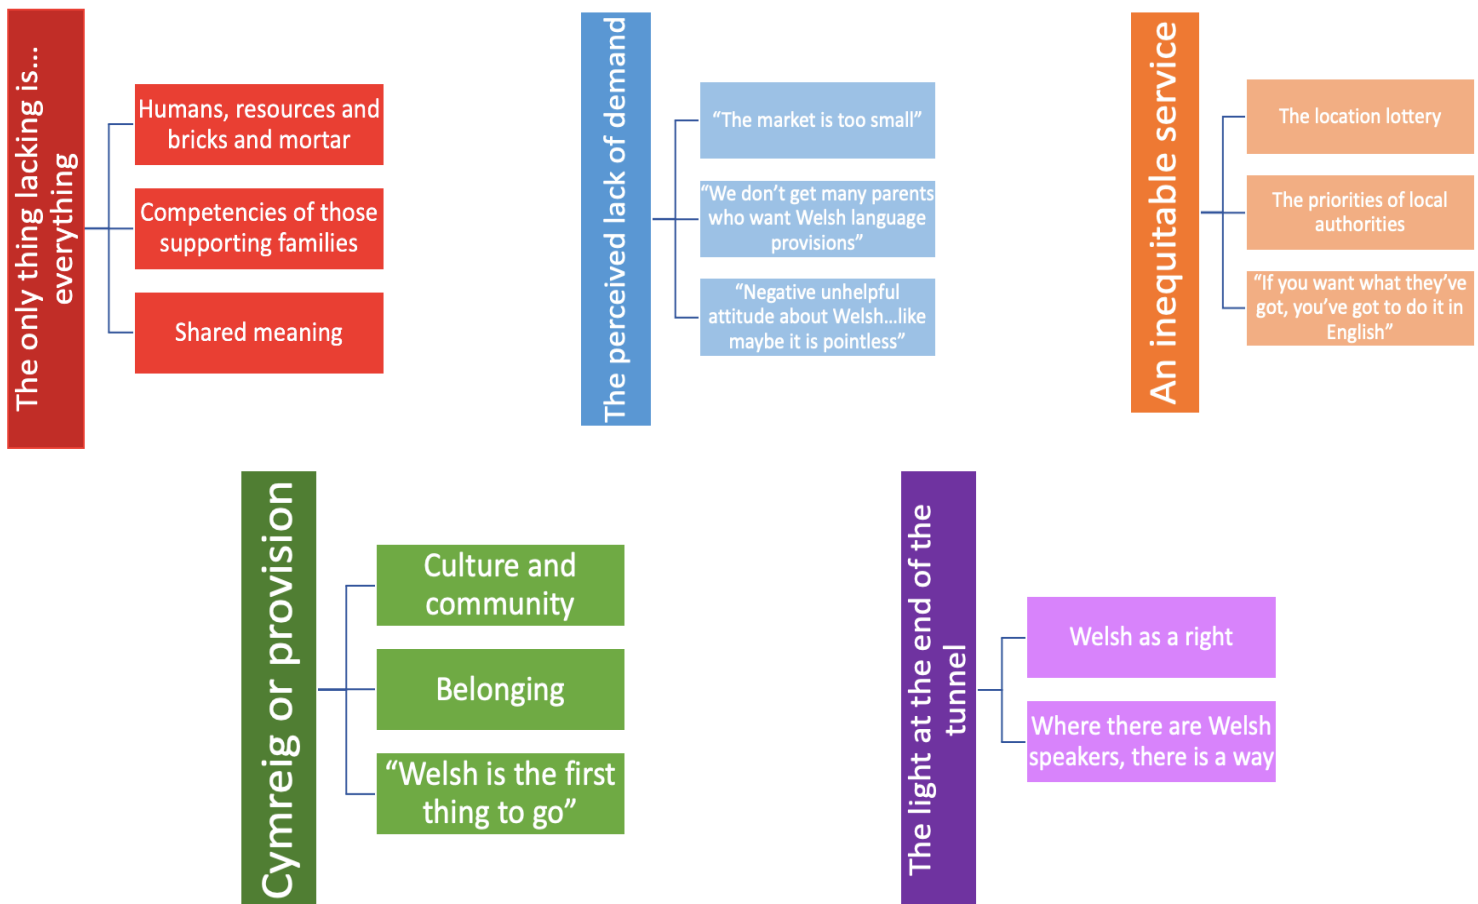 The only thing lacking is...
everything
Humans, resources and
bricks and mortar
Competencies of those
supporting families
Shared meaning
The perceived lack of demand
“The market is too small”
“We don’t get many parents
who want Welsh language
provisions”
“Negative unhelpful
attitude about Welsh...like
maybe it is pointless”
An inequitable service
The location lottery
The priorities of local
authorities
“If you want what they’ve
got, you’ve got to do it in
English”
Cymreig or provision
Culture and
community
Belonging
“Welsh is the first
thing to go”
The light at the end of the
tunnel
Welsh as a right
Where there are Welsh
speakers, there is a way